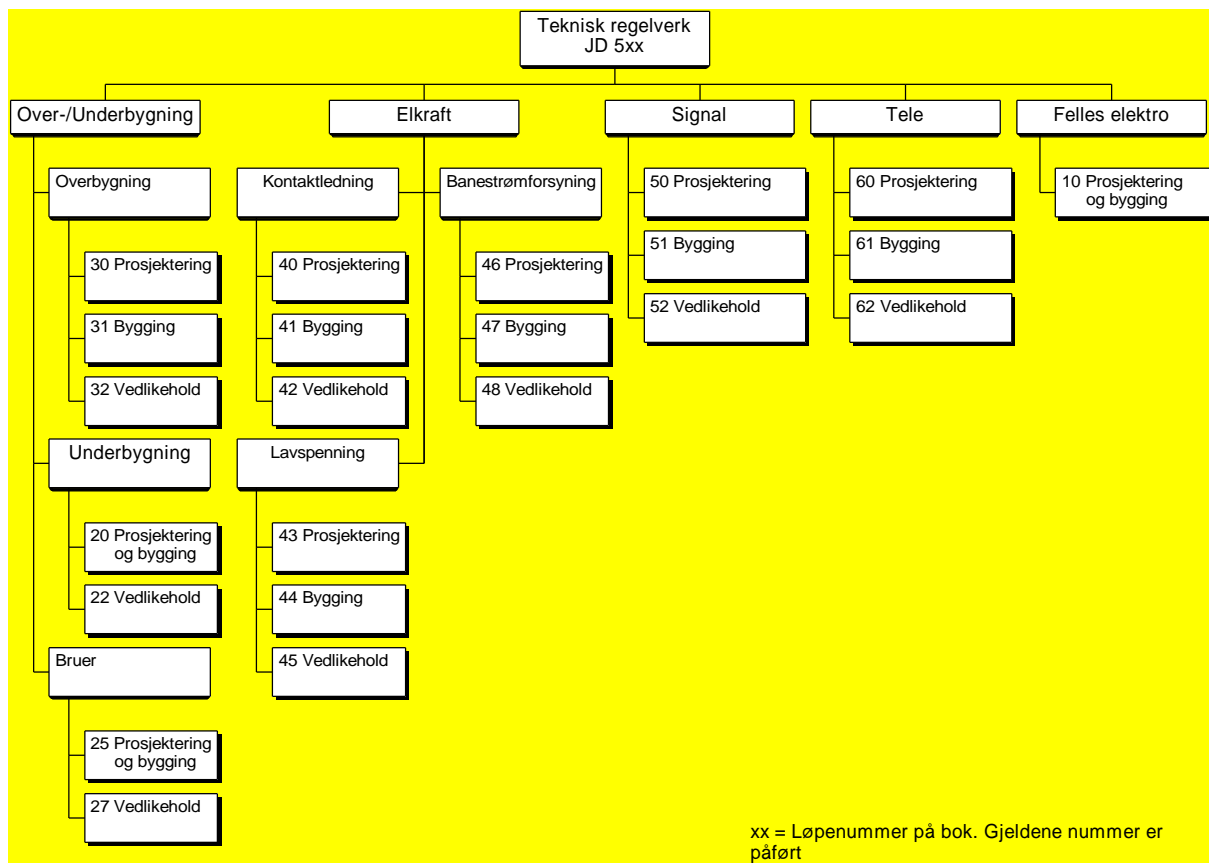 Teknisk regelverk
JD 5xx
Over-/Underbygning
Elkraft
Signal
Tele
Felles elektro
Overbygning
30 Prosjektering
31 Bygging
32 Vedlikehold
Underbygning
20 Prosjektering
og bygging
22 Vedlikehold
Bruer
25 Prosjektering
og bygging
27 Vedlikehold
Kontaktledning
40 Prosjektering
41 Bygging
42 Vedlikehold
Lavspenning
43 Prosjektering
44 Bygging
45 Vedlikehold
Banestrømforsyning
46 Prosjektering
47 Bygging
48 Vedlikehold
50 Prosjektering
51 Bygging
52 Vedlikehold
60 Prosjektering
61 Bygging
62 Vedlikehold
10 Prosjektering
og bygging
xx = Løpenummer på bok. Gjeldene nummer er
påført